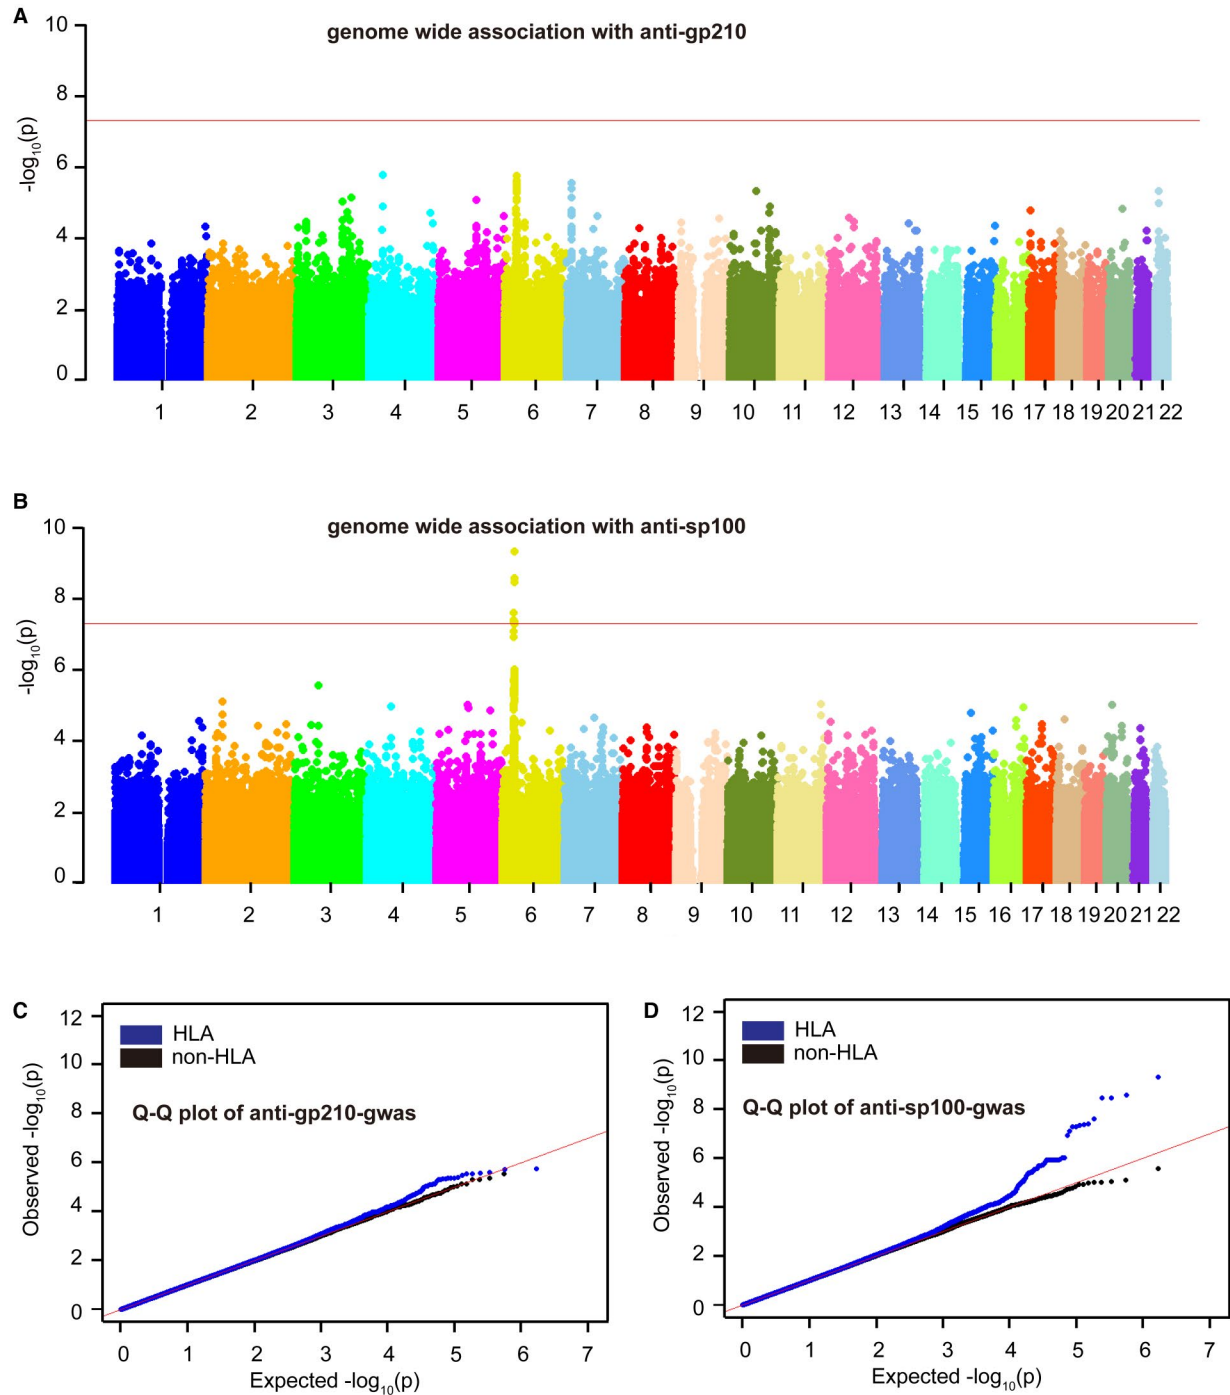 A
genome wide association with anti-gp210
-log10(p)
10
8
6
4
2
0
1 2 3 4 5 6 7 8 9 10 11 12 13 14 15 16 17 18 19 20 21 22
B
genome wide association with anti-sp100
-log10(p)
10
8
6
4
2
0
1 2 3 4 5 6 7 8 9 10 11 12 13 14 15 16 17 18 19 20 21 22
C
HLA
non-HLA
Q-Q plot of anti-gp210-gwas
Observed -log10(p)
12
10
8
6
4
2
0
0 1 2 3 4 5 6 7
Expected -log10(p)
D
HLA
non-HLA
Q-Q plot of anti-sp100-gwas
Observed -log10(p)
12
10
8
6
4
2
0
0 1 2 3 4 5 6 7
Expected -log10(p)